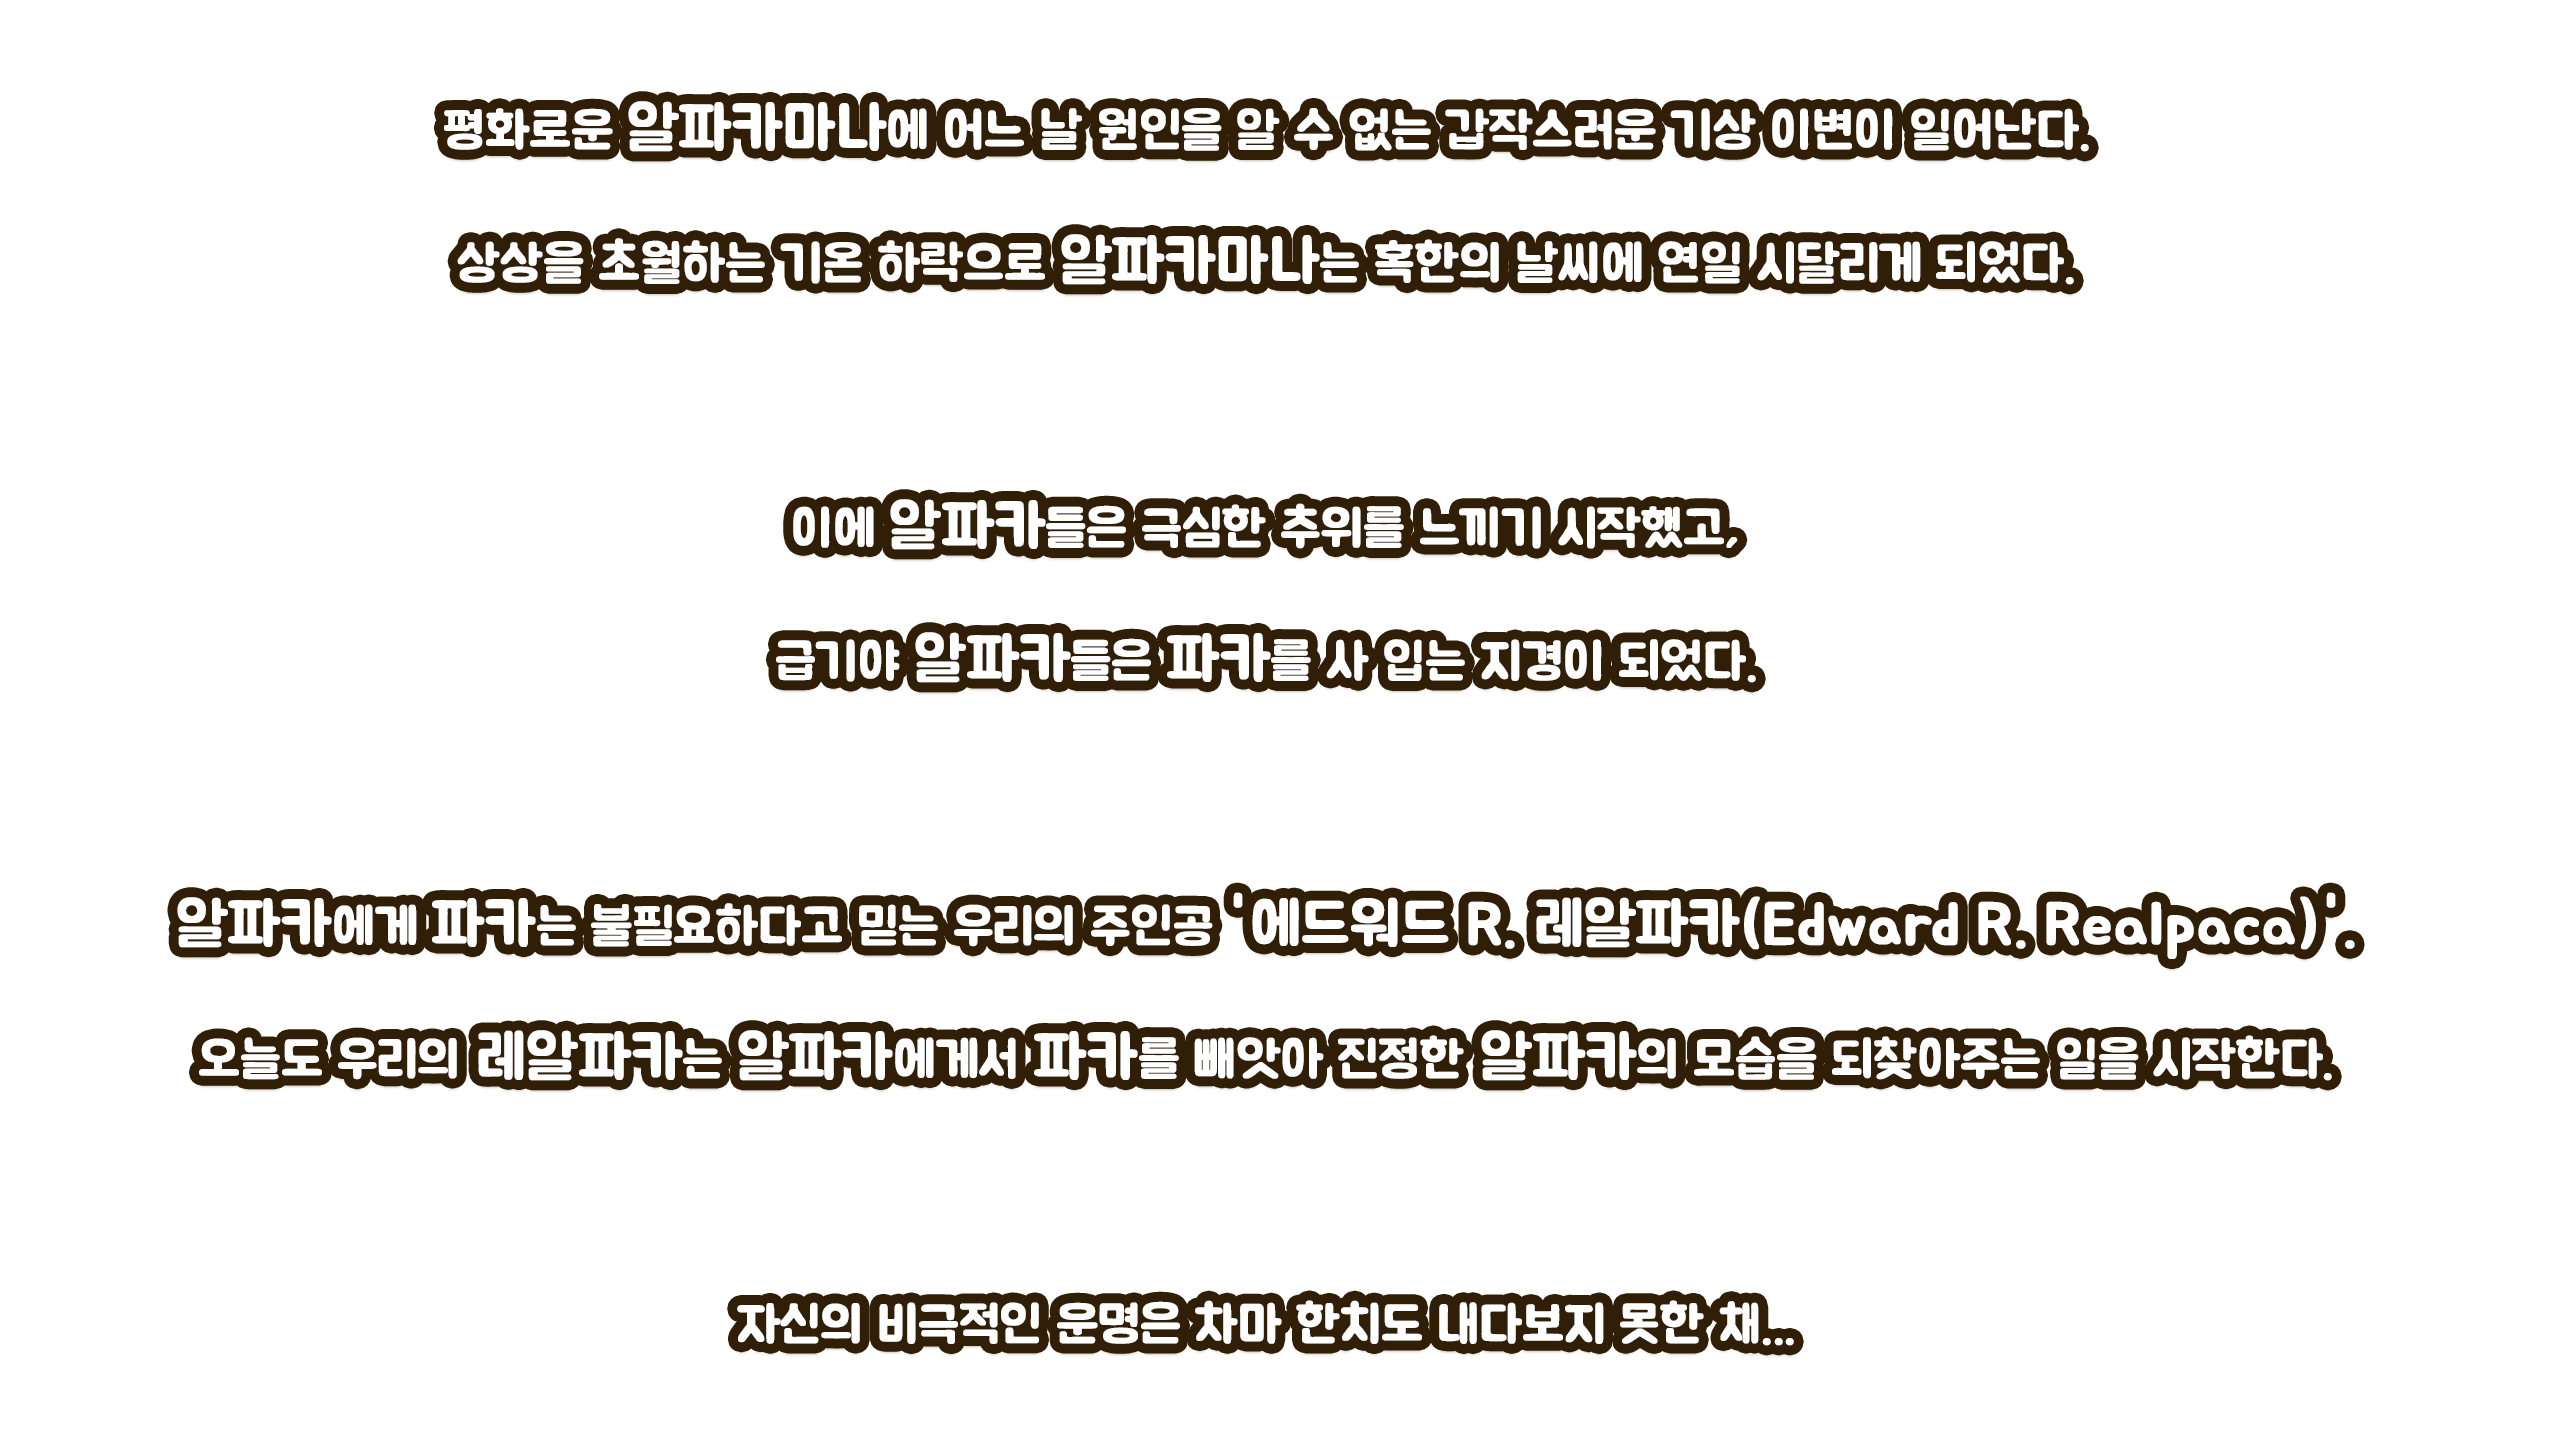 평화로운 알파카마나에 어느 날 원인을 알 수 없는 갑작스러운 기상 이변이 일어난다.
상상을 초월하는 기온 하락으로 알파카마나는 혹한의 날씨에 연일 시달리게 되었다.
이에 알파카들은 극심한 추위를 느끼기 시작했고,
급기야 알파카들은 파카를 사 입는 지경이 되었다.
알파카에게 파카는 불필요하다고 믿는 우리의 주인공 '에드워드 R. 레알파카(Edward R. Realpaca)'.
오늘도 우리의 레알파카는 알파카에게서 파카를 빼앗아 진정한 알파카의 모습을 되찾아주는 일을 시작한다.
자신의 비극적인 운명은 차마 한치도 내다보지 못한 채...